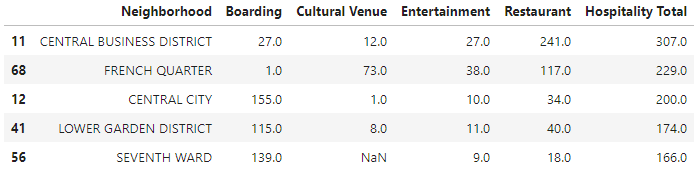 Neighborhood Boarding Cultural Venue Entertainment Restaurant Hospitality Total
11 CENTRAL BUSINESS DISTRICT 27.0 12.0 27.0 241.0 307.0
68 FRENCH QUARTER 1.0 73.0 38.0 117.0 229.0
12 CENTRAL CITY 155.0 1.0 10.0 34.0 200.0
41 LOWER GARDEN DISTRICT 115.0 8.0 11.0 40.0 174.0
56 SEVENTH WARD 139.0 NaN 9.0 18.0 166.0